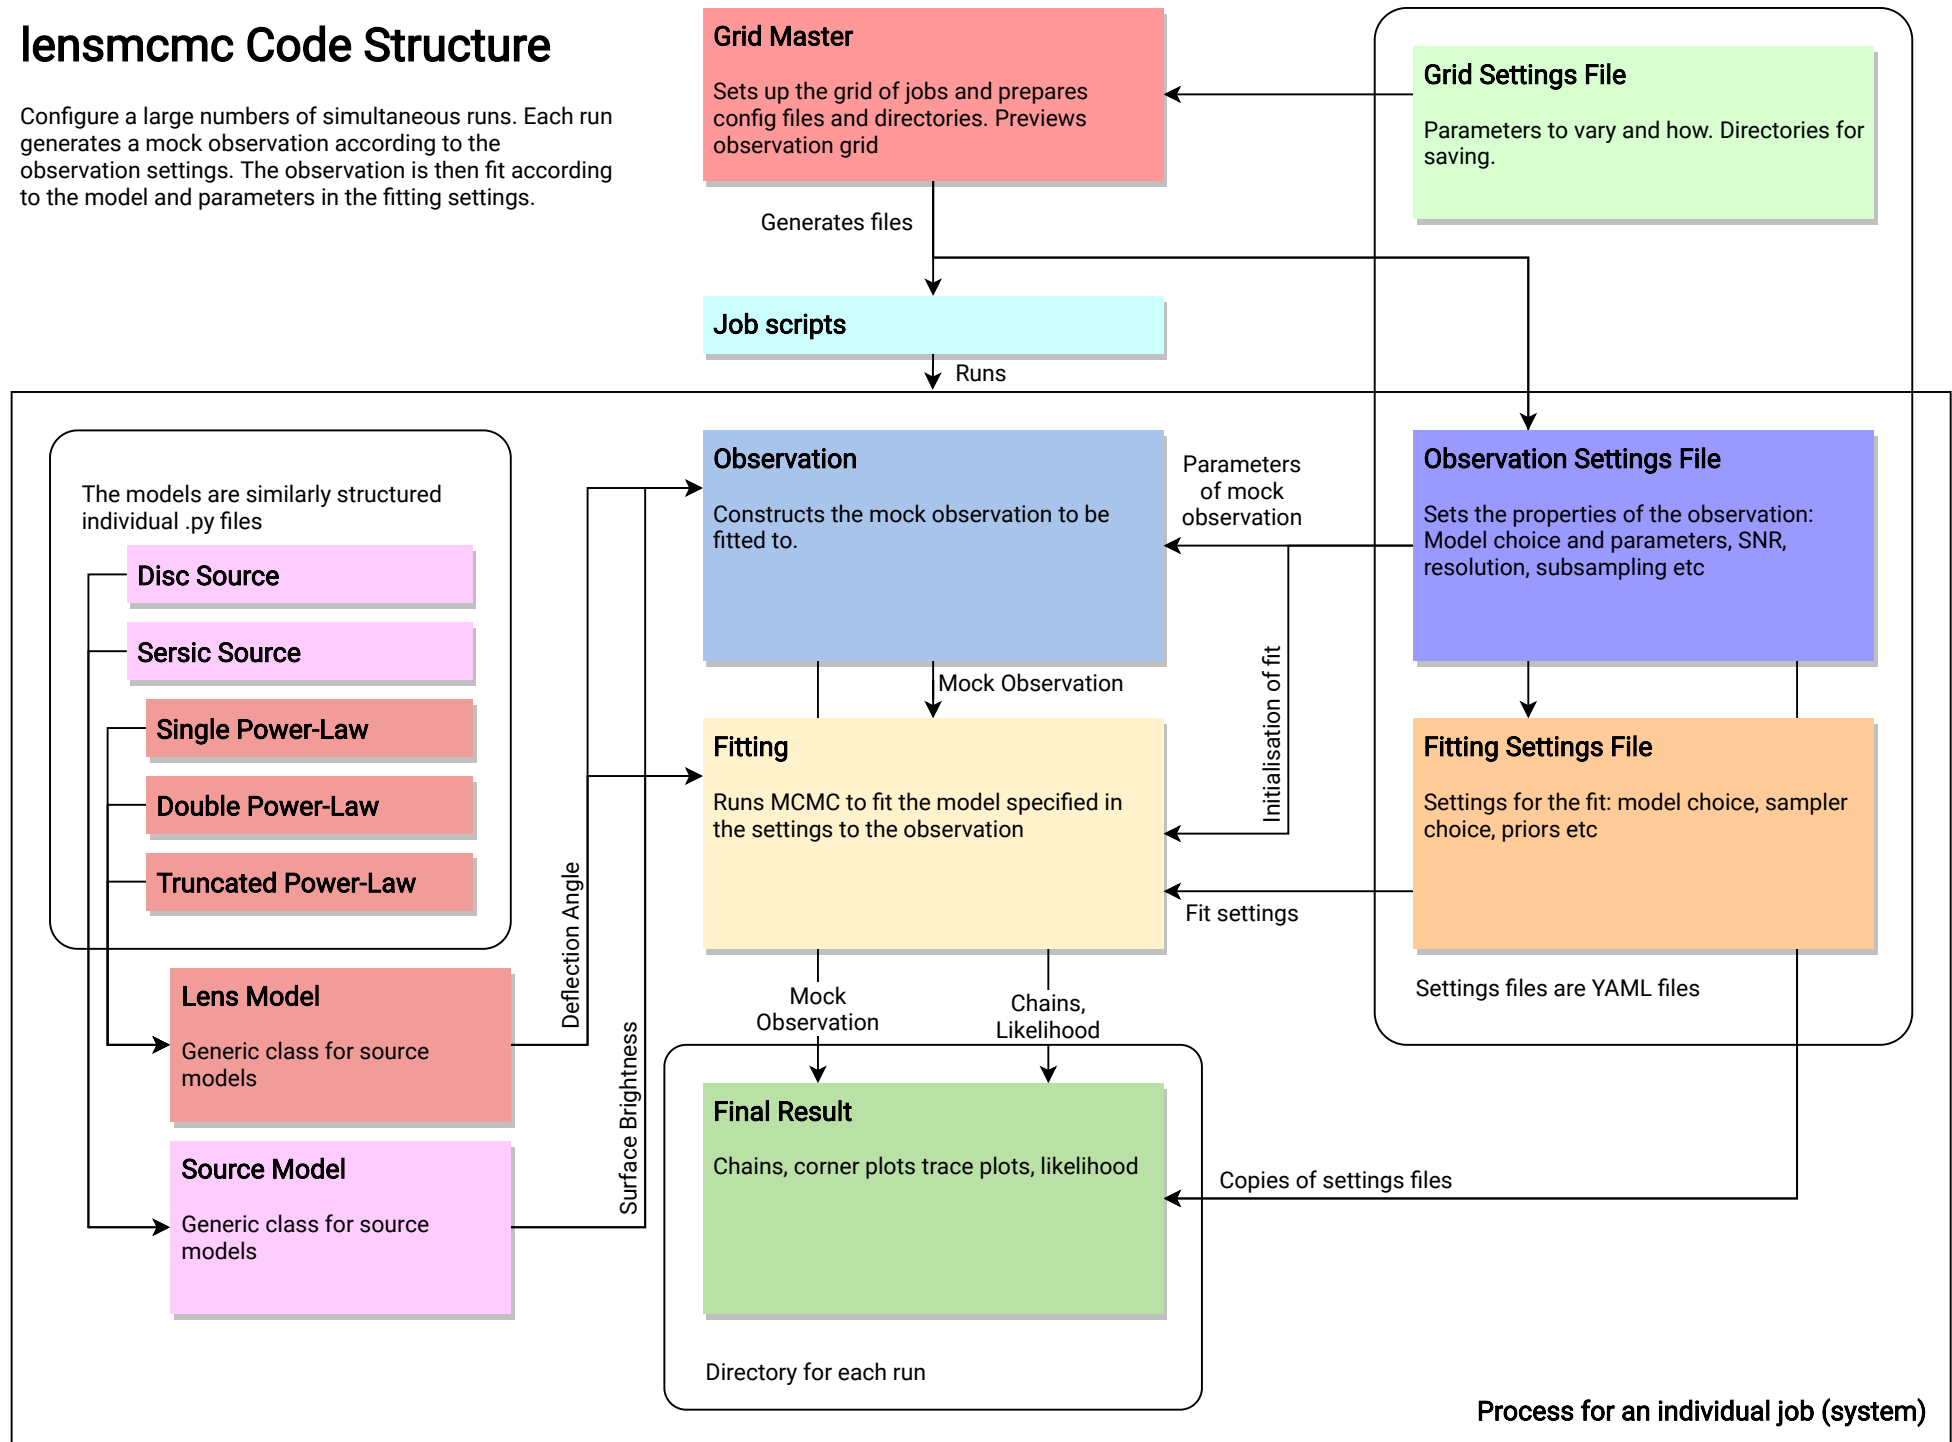 lensmcmc Code Structure
Configure a large numbers of simultaneous runs. Each run
generates a mock observation according to the
observation settings. The observation is then fit according
to the model and parameters in the fitting settings.
Grid Master
Sets up the grid of jobs and prepares
config files and directories. Previews
observation grid
Grid Settings File
Parameters to vary and how. Directories for
saving.
Generates files
Job scripts
Runs
The models are similarly structured
individual .py files
Disc Source
Sersic Source
Single Power-Law
Double Power-Law
Truncated Power-Law
Lens Model
Generic class for source
models
Source Model
Generic class for source
models
Deflection Angle
Surface Brightness
Observation
Constructs the mock observation to be
fitted to.
Parameters
of mock
observation
Observation Settings File
Sets the properties of the observation:
Model choice and parameters, SNR,
resolution, subsampling etc
Mock Observation
Initialisation of fit
Fitting
Runs MCMC to fit the model specified in
the settings to the observation
Fitting Settings File
Settings for the fit: model choice, sampler
choice, priors etc
Fit settings
Settings files are YAML files
Mock
Observation
Chains,
Likelihood
Final Result
Chains, corner plots trace plots, likelihood
Copies of settings files
Directory for each run
Process for an individual job (system)